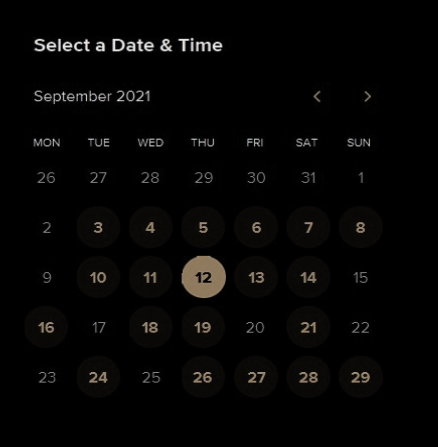 Select a Date & Time
September 2021
MON TUE WED THU FRI SAT SUN
26 27 28 29 30 31 1
2 3 4 5 6 7 8
9 10 11 12 13 14 15
16 17 18 19 20 21 22
23 24 25 26 27 28 29